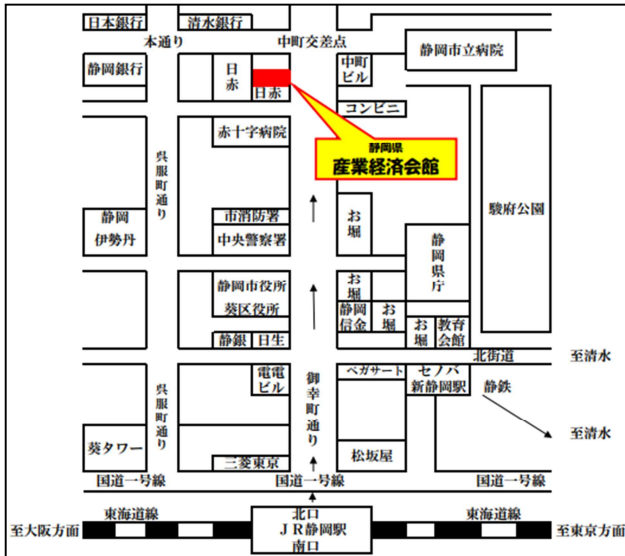 日本銀行
清水銀行
本通り
中町交差点
静岡市立病院
静岡銀行
日赤
日赤
中町
ビル
コンビニ
赤十字病院
静岡県
産業経済会館
呉服町通り
静岡
伊勢丹
市消防署
中央警察署
お堀
静岡県庁
駿府公園
静岡市役所
葵区役所
お堀
静岡
信金
お堀
お堀
教育
会館
静銀
日生
北街道
至清水
電電
ビル
御幸町通り
ペガサート
セノバ
新静岡駅
静鉄
呉服町通り
至清水
葵タワー
三菱東京
松坂屋
国道一号線
国道一号線
国道一号線
東海道線
北口
JR静岡駅
南口
東海道線
至大阪方面
至東京方面